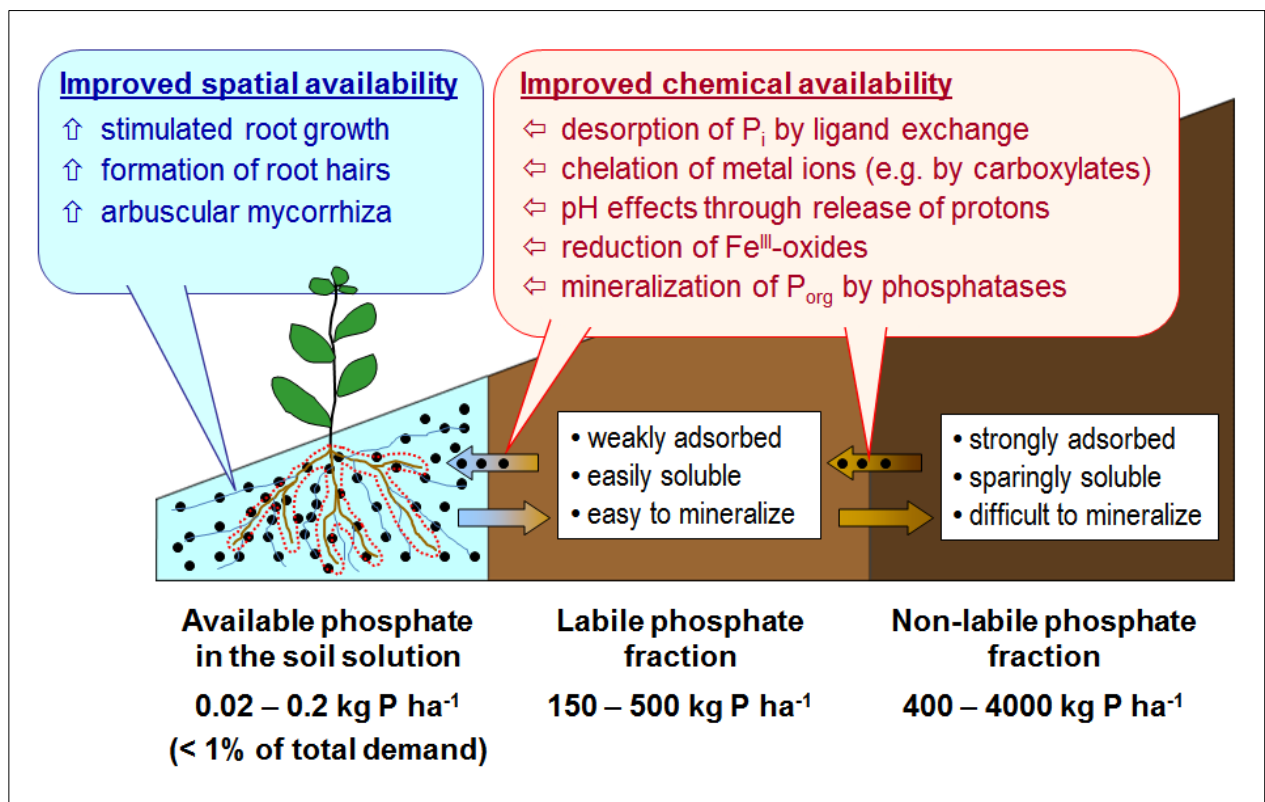 Improved spatial availability
⇧ stimulated root growth
⇧ formation of root hairs
⇧ arbuscular mycorrhiza
Improved chemical availability
⇦ desorption of Pi by ligand exchange
⇦ chelation of metal ions (e.g. by carboxylates)
⇦ pH effects through release of protons
⇦ reduction of FeIII-oxides
⇦ mineralization of Porg by phosphatases
• weakly adsorbed
• easily soluble
• easy to mineralize
• strongly adsorbed
• sparingly soluble
• difficult to mineralize
Available phosphate
in the soil solution
0.02 – 0.2 kg P ha-1
(< 1% of total demand)
Labile phosphate
fraction
150 – 500 kg P ha-1
Non-labile phosphate
fraction
400 – 4000 kg P ha-1